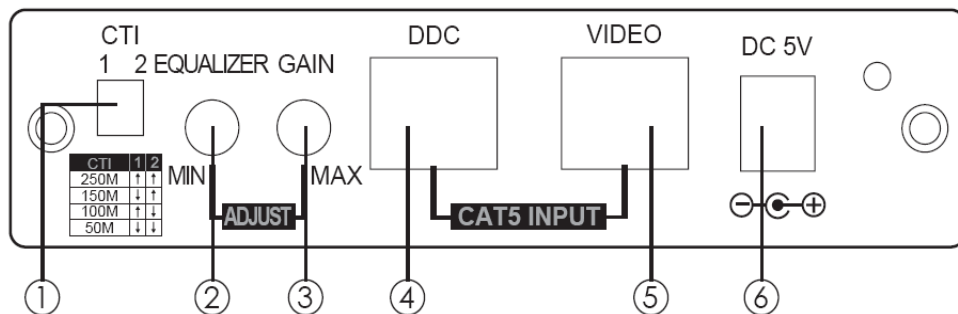 CTI
DDC
VIDEO
DC 5V
1 2
EQUALIZER
GAIN
CTI 1 2
250M ↑ ↑
150M ↓ ↑
100M ↑ ↓
50M ↓ ↓
MIN
MAX
ADJUST
CAT5 INPUT
− +
1 2 3 4 5 6